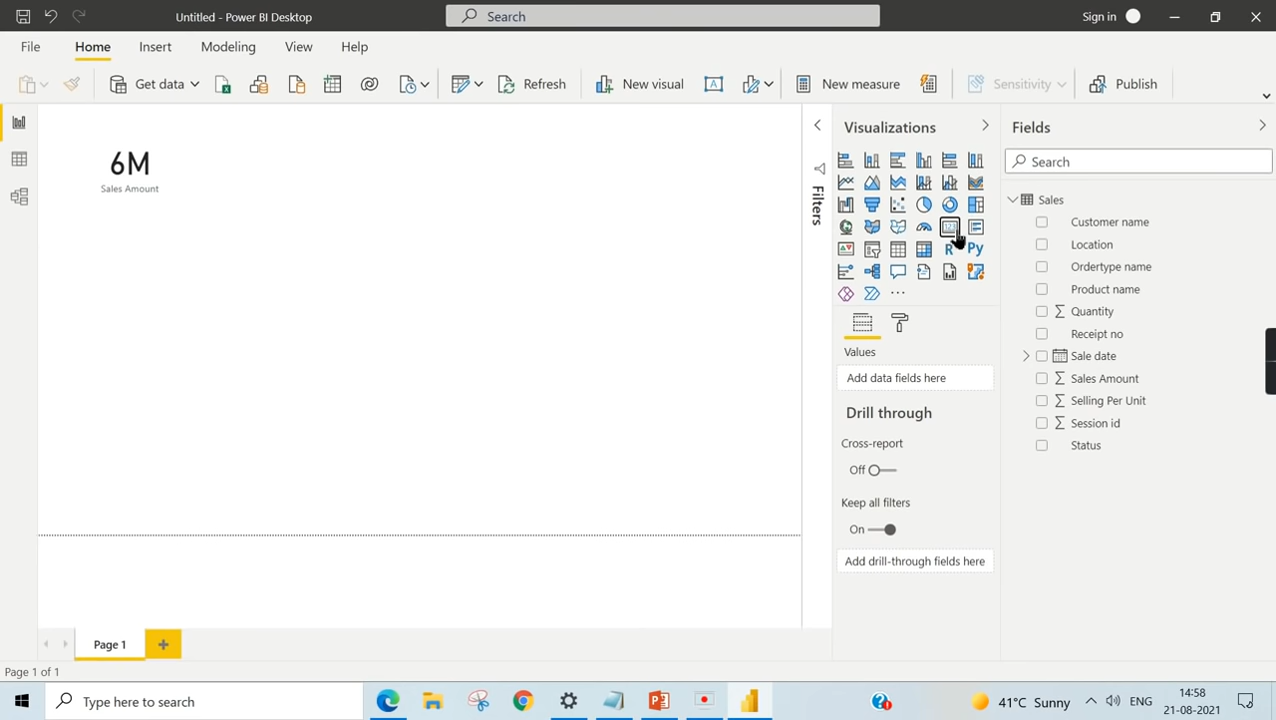 Untitled - Power BI Desktop
Search
Sign in
File
Home
Insert
Modeling
View
Help
Get data
Refresh
New visual
New measure
Sensitivity
Publish
6M
Sales Amount
Filters
Visualizations
123
R
Py
Values
Add data fields here
Drill through
Cross-report
Off
Keep all filters
On
Add drill-through fields here
Fields
Search
Sales
Customer name
Location
Ordertype name
Product name
Quantity
Receipt no
Sale date
Sales Amount
Selling Per Unit
Session id
Status
Page 1
Page 1 of 1
Type here to search
41°C Sunny
ENG
14:58
21-08-2021